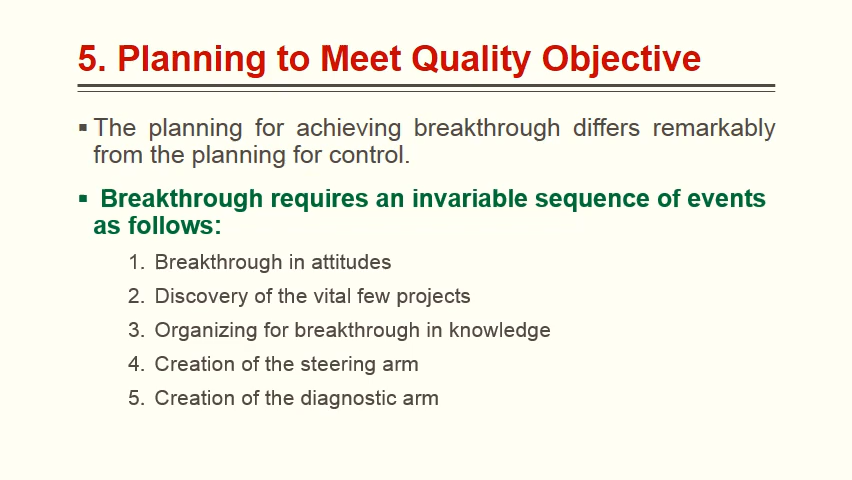 5. Planning to Meet Quality Objective
▪ The planning for achieving breakthrough differs remarkably
from the planning for control.
▪ Breakthrough requires an invariable sequence of events
as follows:
1. Breakthrough in attitudes
2. Discovery of the vital few projects
3. Organizing for breakthrough in knowledge
4. Creation of the steering arm
5. Creation of the diagnostic arm